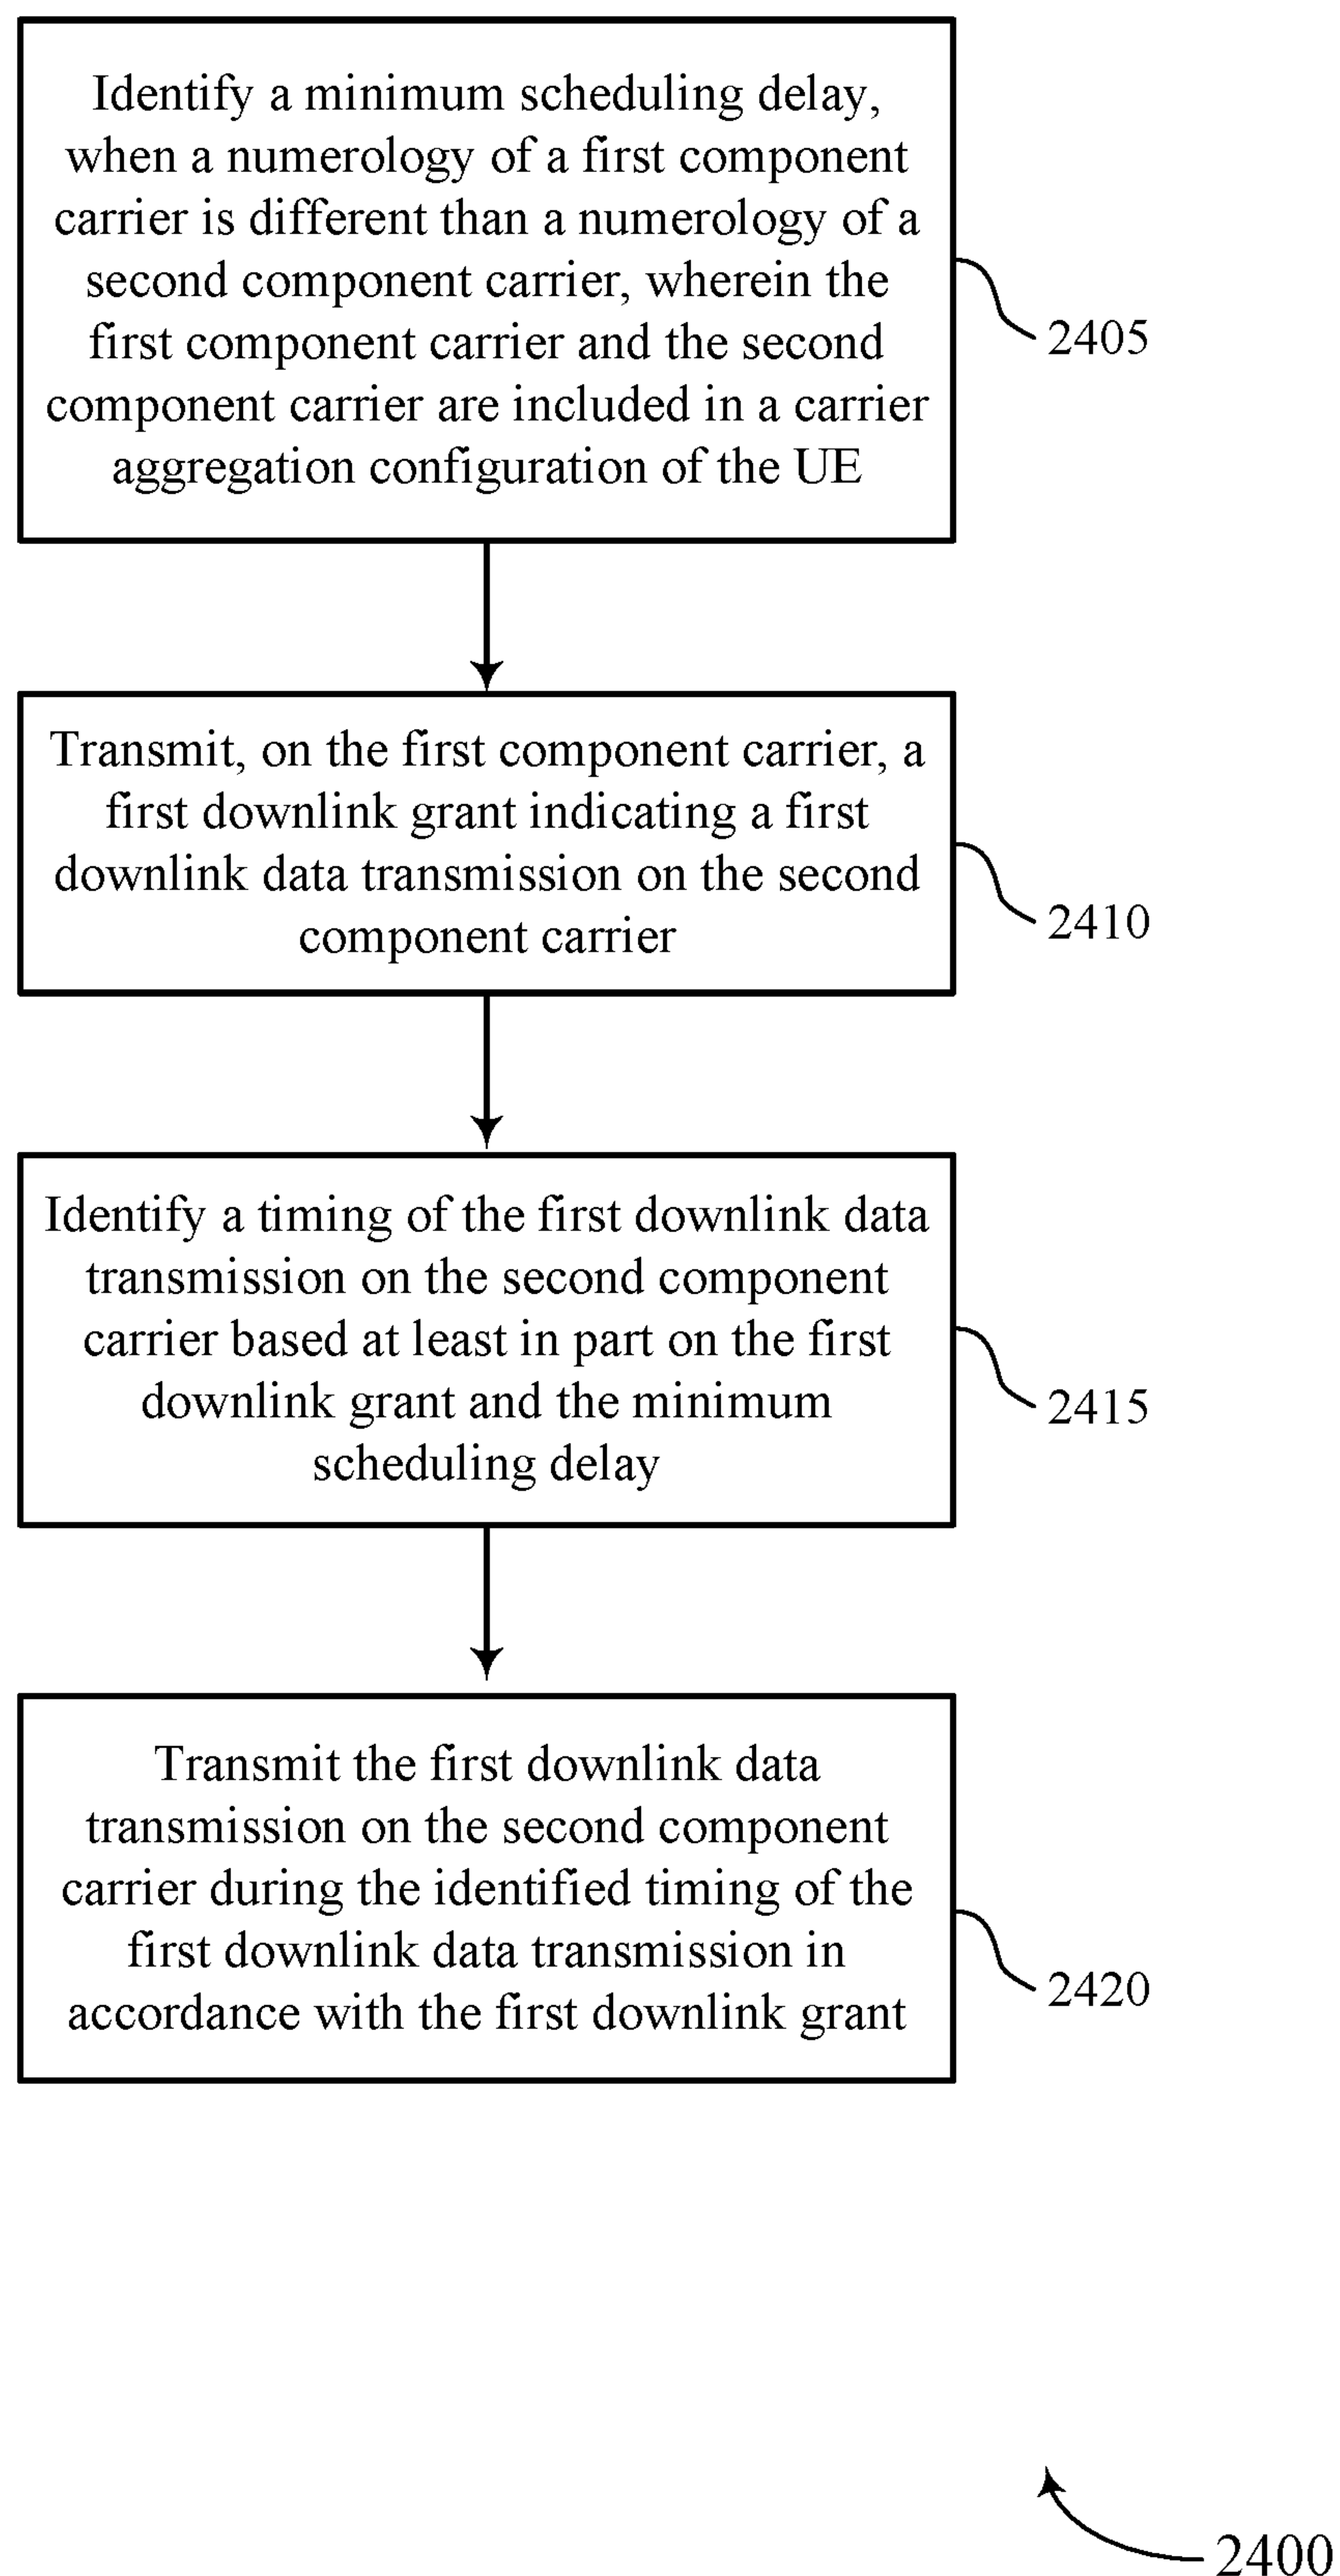 Identify a minimum scheduling delay,
when a numerology of a first component
carrier is different than a numerology of a
second component carrier, wherein the
first component carrier and the second
component carrier are included in a carrier
aggregation configuration of the UE
2405
Transmit, on the first component carrier, a
first downlink grant indicating a first
downlink data transmission on the second
component carrier
2410
Identify a timing of the first downlink data
transmission on the second component
carrier based at least in part on the first
downlink grant and the minimum
scheduling delay
2415
Transmit the first downlink data
transmission on the second component
carrier during the identified timing of the
first downlink data transmission in
accordance with the first downlink grant
2420
2400